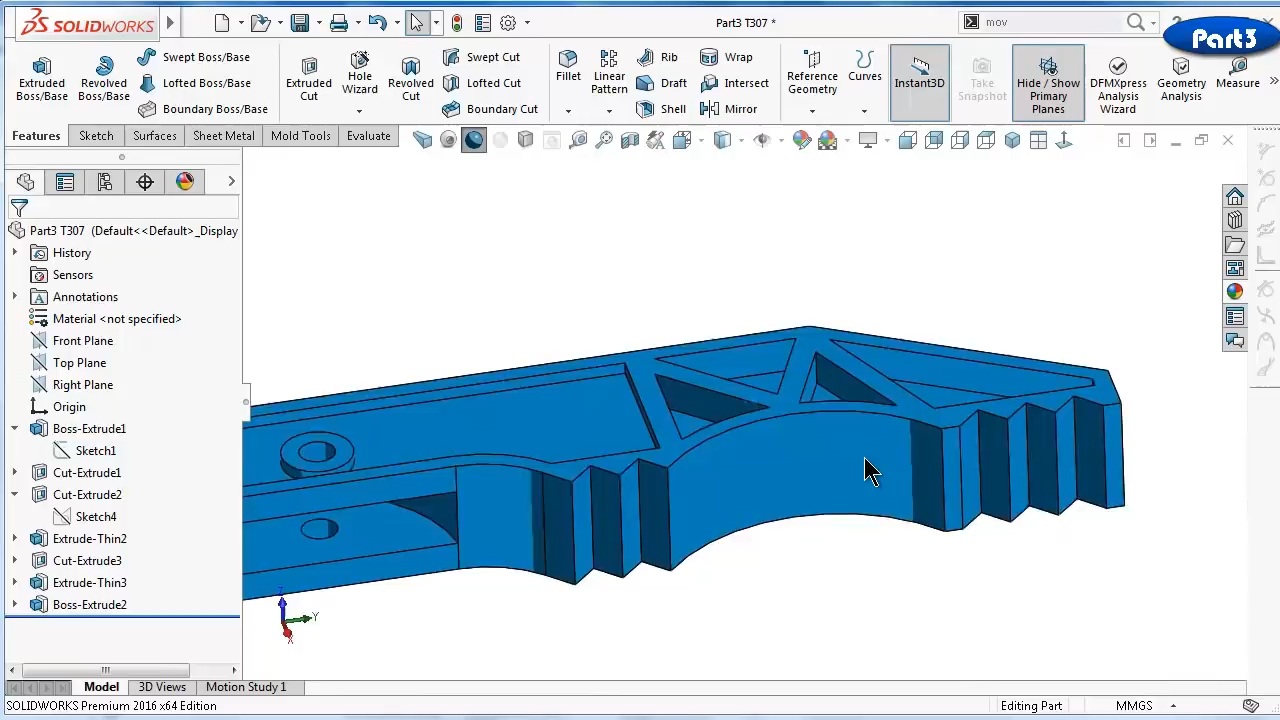 SOLIDWORKS
Part3 T307 *
mov
Part3
Extruded Boss/Base
Revolved Boss/Base
Swept Boss/Base
Lofted Boss/Base
Boundary Boss/Base
Extruded Cut
Hole Wizard
Revolved Cut
Swept Cut
Lofted Cut
Boundary Cut
Fillet
Linear Pattern
Rib
Draft
Shell
Wrap
Intersect
Mirror
Reference Geometry
Curves
Instant3D
Take Snapshot
Hide / Show Primary Planes
DFMXpress Analysis Wizard
Geometry Analysis
Measure
Features
Sketch
Surfaces
Sheet Metal
Mold Tools
Evaluate
Part3 T307 (Default<<Default>_Display
History
Sensors
Annotations
Material <not specified>
Front Plane
Top Plane
Right Plane
Origin
Boss-Extrude1
Sketch1
Cut-Extrude1
Cut-Extrude2
Sketch4
Extrude-Thin2
Cut-Extrude3
Extrude-Thin3
Boss-Extrude2
Z
Y
X
Model
3D Views
Motion Study 1
SOLIDWORKS Premium 2016 x64 Edition
Editing Part
MMGS